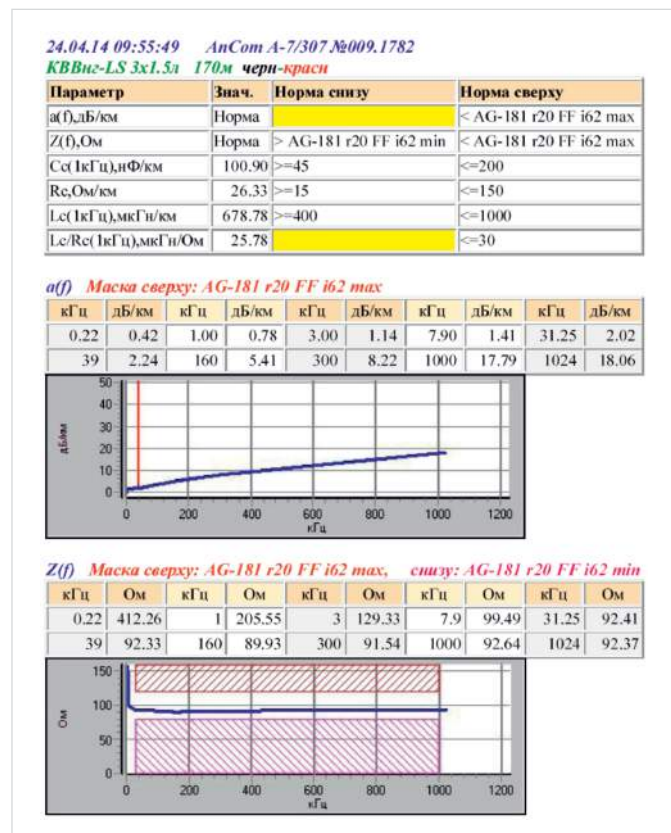 24.04.14 09:55:49 AnCom A-7/307 №009.1782
КВВнг-LS 3x1.5л 170м черн-красн
Параметр Знач. Норма снизу Норма сверху
a(f),дБ/км Норма < AG-181 r20 FF i62 max
Z(f),Ом Норма > AG-181 r20 FF i62 min < AG-181 r20 FF i62 max
Cc(1кГц),нФ/км 100.90 >=45 <=200
Rc,Ом/км 26.33 >=15 <=150
Lc(1кГц),мкГн/км 678.78 >=400 <=1000
Lc/Rc(1кГц),мкГн/Ом 25.78 <=30
a(f) Маска сверху: AG-181 r20 FF i62 max
кГц дБ/км кГц дБ/км кГц дБ/км кГц дБ/км кГц дБ/км
0.22 0.42 1.00 0.78 3.00 1.14 7.90 1.41 31.25 2.02
39 2.24 160 5.41 300 8.22 1000 17.79 1024 18.06
дБ/км
50
40
30
20
10
0
0 200 400 600 800 1000 1200
кГц
Z(f) Маска сверху: AG-181 r20 FF i62 max, снизу: AG-181 r20 FF i62 min
кГц Ом кГц Ом кГц Ом кГц Ом кГц Ом
0.22 412.26 1 205.55 3 129.33 7.9 99.49 31.25 92.41
39 92.33 160 89.93 300 91.54 1000 92.64 1024 92.37
Ом
150
100
50
0
0 200 400 600 800 1000 1200
кГц